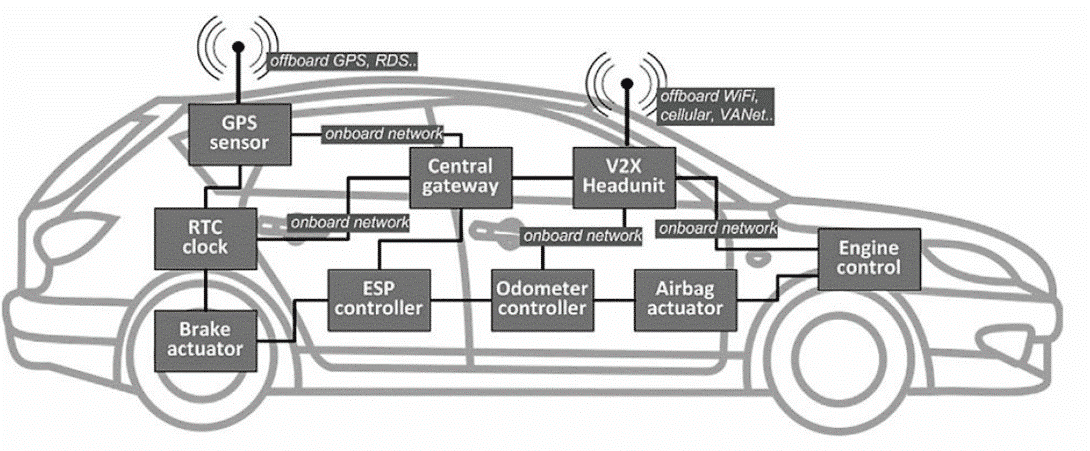 offboard GPS, RDS..
offboard WiFi,
cellular, VANet..
GPS
sensor
onboard network
Central
gateway
V2X
Headunit
RTC
clock
onboard network
onboard network
onboard network
Engine
control
ESP
controller
Odometer
controller
Airbag
actuator
Brake
actuator